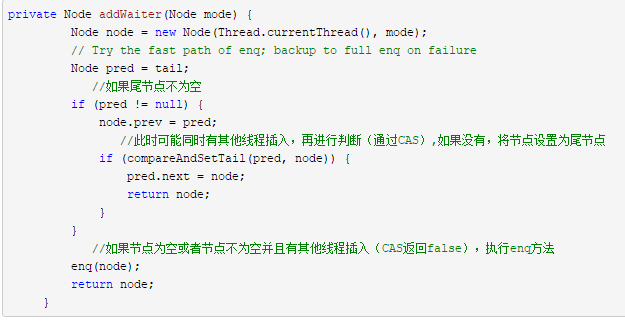 private Node addWaiter(Node mode) {
Node node = new Node(Thread.currentThread(), mode);
// Try the fast path of enq; backup to full enq on failure
Node pred = tail;
//如果尾节点不为空
if (pred != null) {
node.prev = pred;
//此时可能同时有其他线程插入，再进行判断（通过CAS）,如果没有，将节点设置为尾节点
if (compareAndSetTail(pred, node)) {
pred.next = node;
return node;
}
}
//如果节点为空或者节点不为空并且有其他线程插入（CAS返回false），执行enq方法
enq(node);
return node;
}